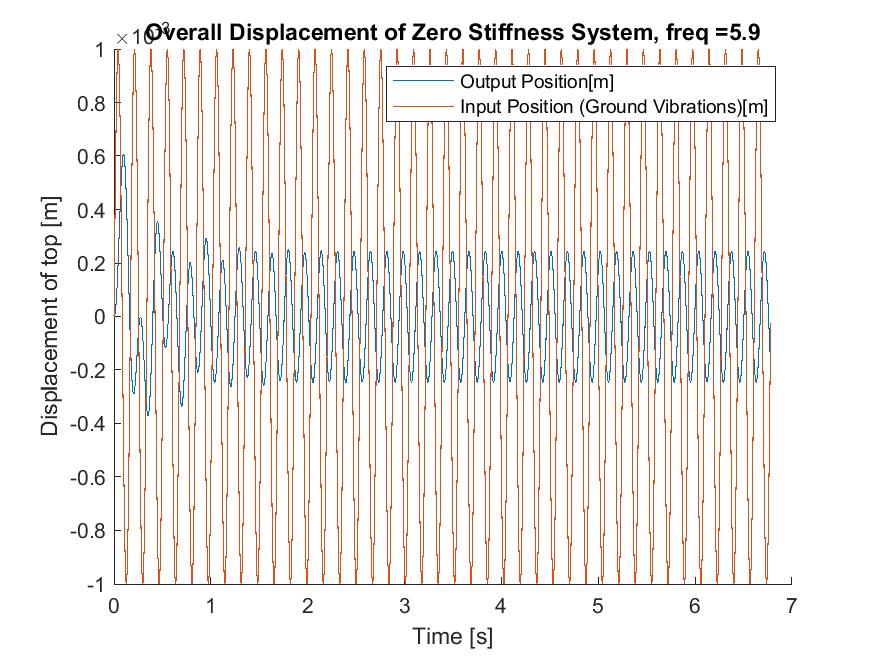 ×10-3
Overall Displacement of Zero Stiffness System, freq =5.9
1
0.8
0.6
0.4
0.2
0
-0.2
-0.4
-0.6
-0.8
-1
Displacement of top [m]
Output Position[m]
Input Position (Ground Vibrations)[m]
0 1 2 3 4 5 6 7
Time [s]